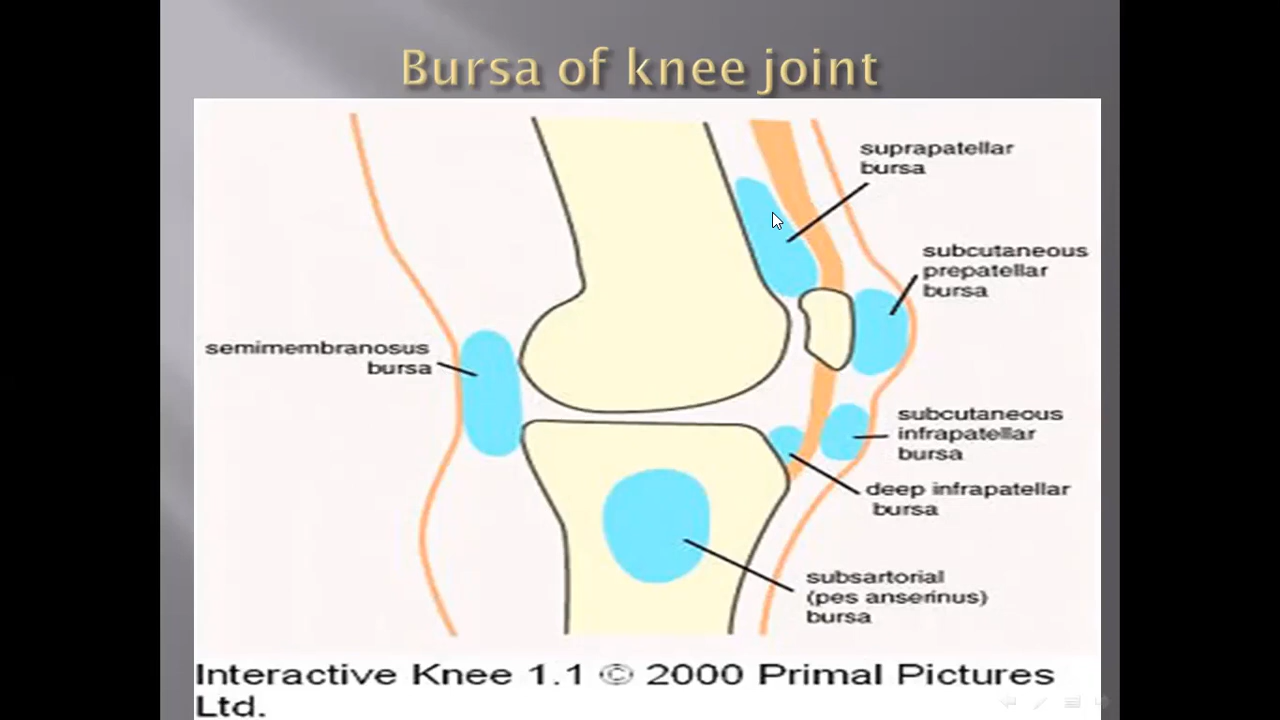 Bursa of knee joint
suprapatellar
bursa
subcutaneous
prepatellar
bursa
semimembranosus
bursa
subcutaneous
infrapatellar
bursa
deep infrapatellar
bursa
subsartorial
(pes anserinus)
bursa
Interactive Knee 1.1 © 2000 Primal Pictures
Ltd.